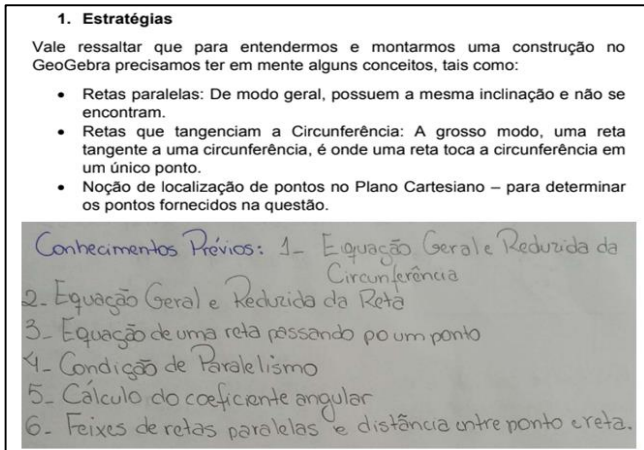 1. Estratégias
Vale ressaltar que para entendermos e montarmos uma construção no
GeoGebra precisamos ter em mente alguns conceitos, tais como:
• Retas paralelas: De modo geral, possuem a mesma inclinação e não se
encontram.
• Retas que tangenciam a Circunferência: A grosso modo, uma reta
tangente a uma circunferência, é onde uma reta toca a circunferência em
um único ponto.
• Noção de localização de pontos no Plano Cartesiano – para determinar
os pontos fornecidos na questão.
Conhecimentos Prévios: 1- Equação Geral e Reduzida da
Circunferência
2. Equação Geral e Reduzida da Reta
3- Equação de uma reta passando po um ponto
4- Condição de Paralelismo
5- Cálculo do coeficiente angular
6- Feixes de retas paralelas e distância entre ponto e reta.